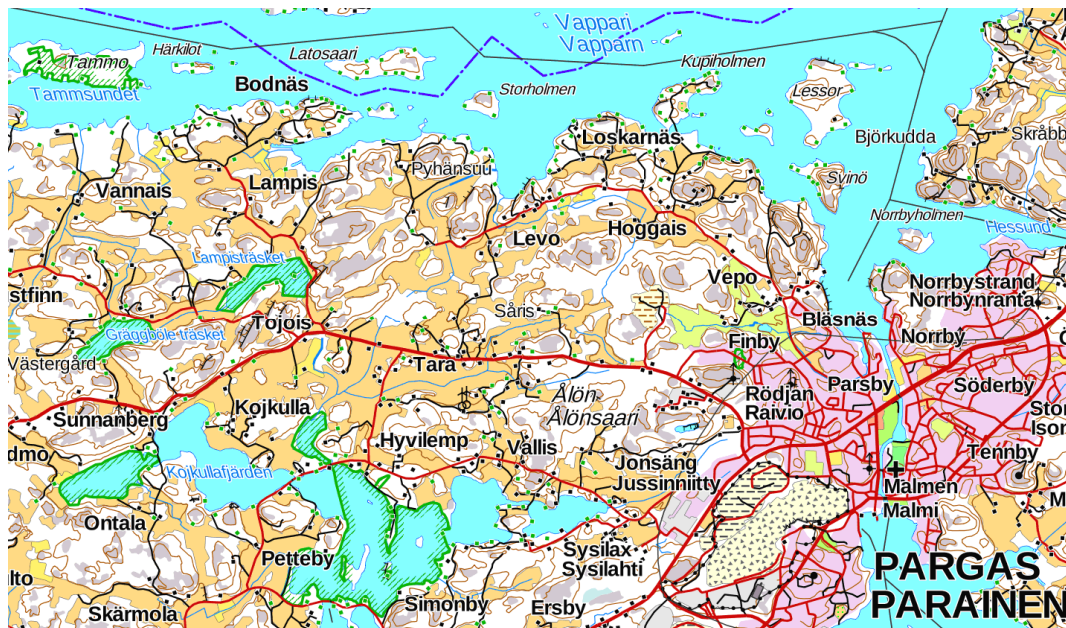 Vappari
Vapparn
Härkilot
Latosaari
Tammo
Kupiholmen
Tammsundet
Bodnäs
Storholmen
Lessor
Loskarnäs
Björkudda
Skråbb
Pyhänsuu
Vannais
Lampis
Svinö
Norrbyholmen
Hessund
Levo
Hoggais
Lampisträsket
Vepo
Norrbystrand
Norrbynranta
stfinn
Såris
Tojois
Bläsnäs
Gräggböle träsket
Finby
Norrby
Västergård
Tara
Parsby
Söderby
Ålön
Ålönsaari
Rödjan
Raivio
Kojkulla
Sunnanberg
Stor
Hyvilemp
Vallis
Tennby
dmo
Jonsäng
Jussinniitty
Kojkullafjärden
Malmen
Malmi
Ontala
Petteby
Sysilax
Sysilahti
PARGAS
PARAINEN
lto
Skärmola
Simonby
Ersby